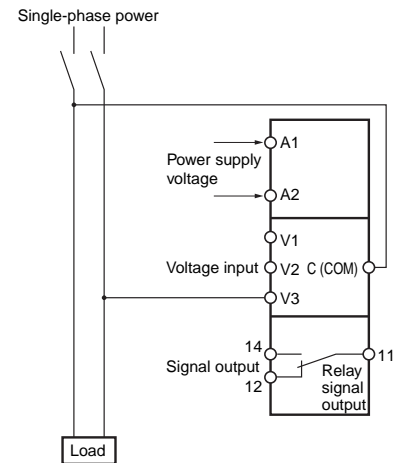 Single-phase power
A1
Power supply
voltage
A2
V1
Voltage input
V2
C (COM)
V3
14
11
Signal output
12
Relay
signal
output
Load